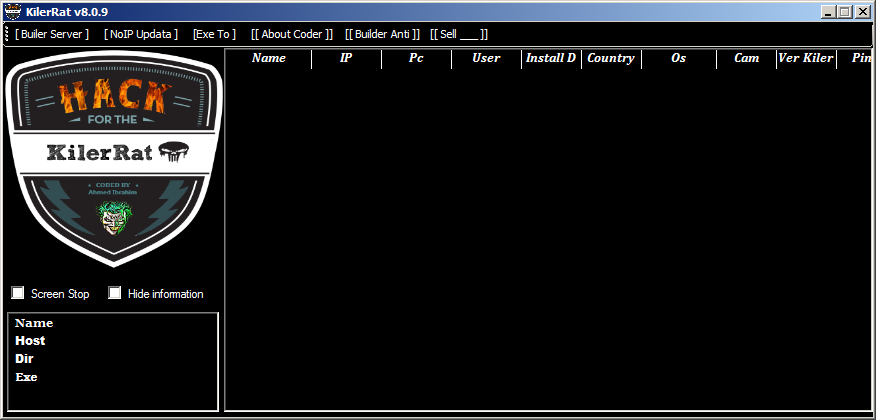 KilerRat v8.0.9
[ Builer Server ] [ NoIP Updata ] [Exe To ] [[ About Coder ]] [[ Builder Anti ]] [[ Sell ___ ]]
Name IP Pc User Install D Country Os Cam Ver Kiler Pin
HACK
FOR THE
KilerRat
CODED BY
Ahmed Ibrahim
Screen Stop Hide information
Name
Host
Dir
Exe